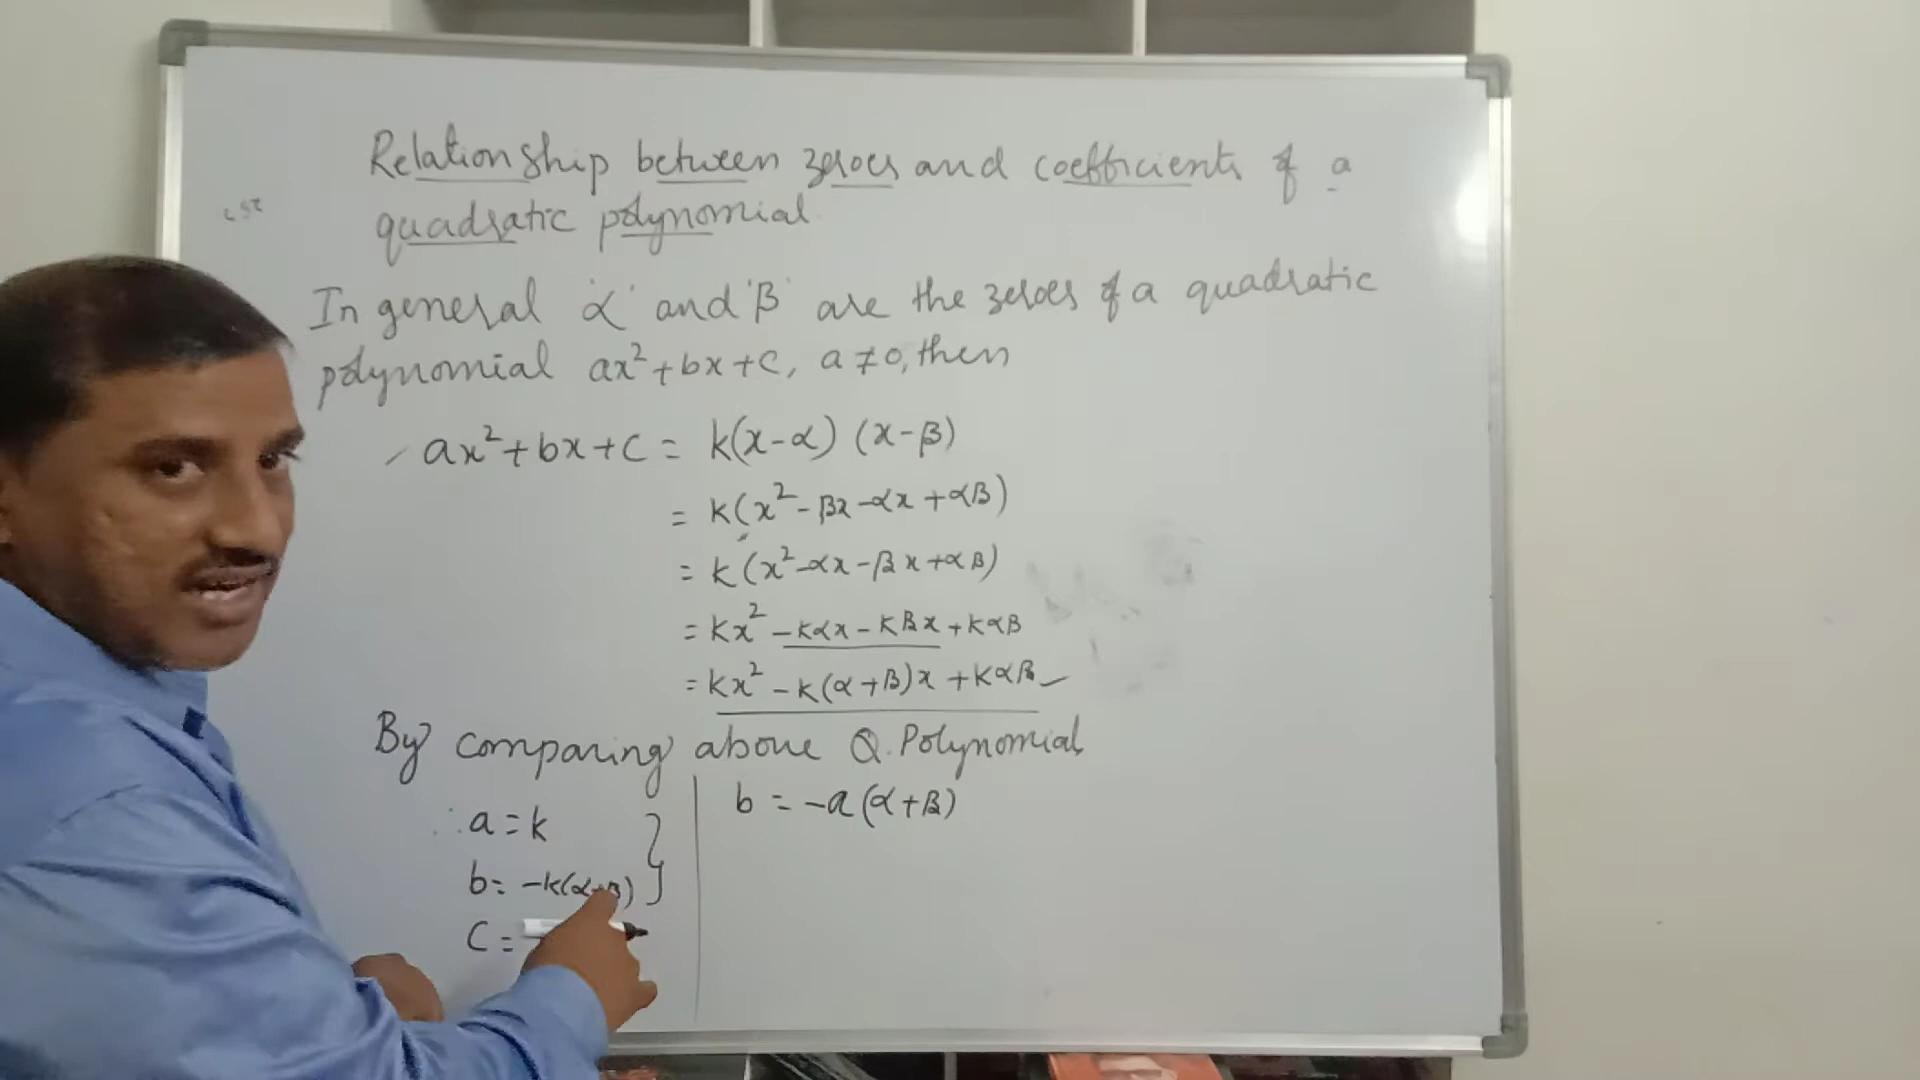 Relationship between zeroes and coefficients of a
quadratic polynomial
In general 'α' and 'β' are the zeroes of a quadratic
polynomial ax²+bx+c, a≠0, then
ax²+bx+c = k(x-α) (x-β)
= k(x²-βx-αx+αβ)
= k(x²-αx-βx+αβ)
= kx²-kαx-kβx+kαβ
= kx²-k(α+β)x+kαβ
By comparing above Q.Polynomial
∴ a=k
b= -k(α+β)
c=
b = -a(α+β)